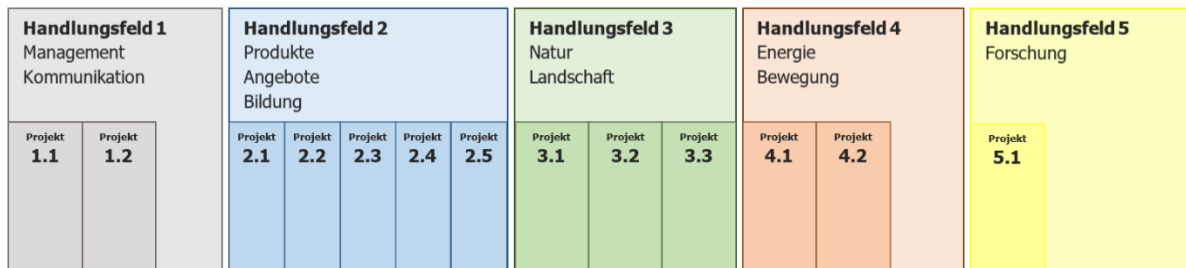 Handlungsfeld 1
Management
Kommunikation
Projekt
1.1
Projekt
1.2
Handlungsfeld 2
Produkte
Angebote
Bildung
Projekt
2.1
Projekt
2.2
Projekt
2.3
Projekt
2.4
Projekt
2.5
Handlungsfeld 3
Natur
Landschaft
Projekt
3.1
Projekt
3.2
Projekt
3.3
Handlungsfeld 4
Energie
Bewegung
Projekt
4.1
Projekt
4.2
Handlungsfeld 5
Forschung
Projekt
5.1